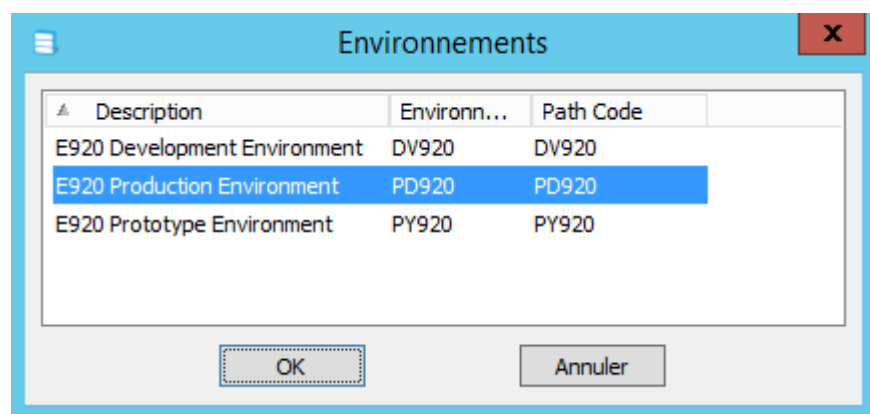 Environnements
Description Environn... Path Code
E920 Development Environment DV920 DV920
E920 Production Environment PD920 PD920
E920 Prototype Environment PY920 PY920
OK Annuler